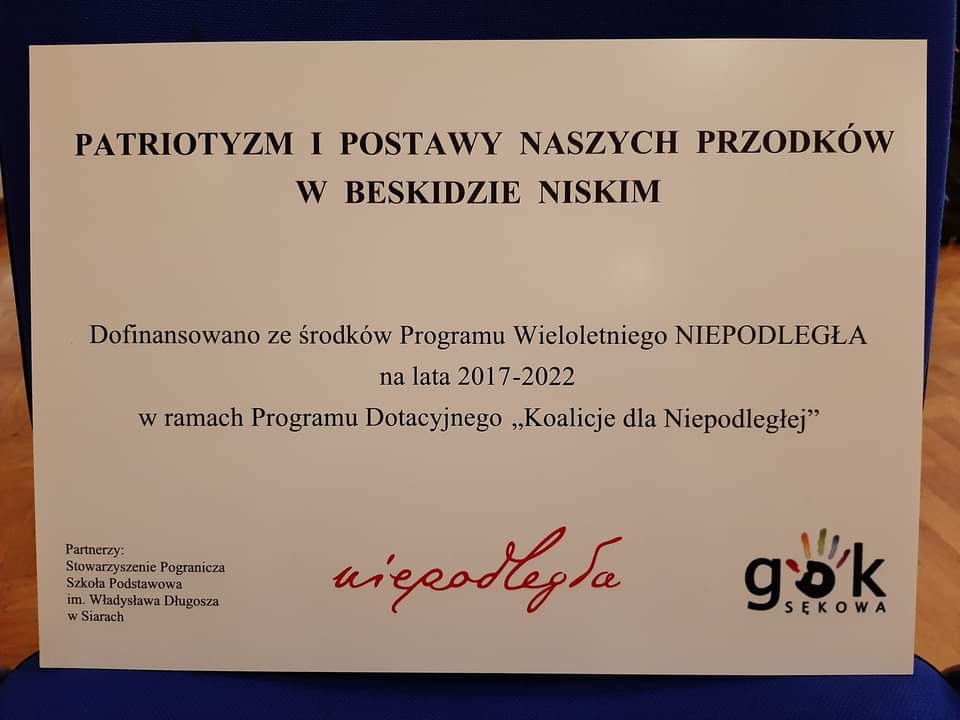 PATRIOTYZM I POSTAWY NASZYCH PRZODKÓW
W BESKIDZIE NISKIM
Dofinansowano ze środków Programu Wieloletniego NIEPODLEGŁA
na lata 2017-2022
w ramach Programu Dotacyjnego „Koalicje dla Niepodległej”
Partnerzy:
Stowarzyszenie Pogranicza
Szkoła Podstawowa
im. Władysława Długosza
w Siarach
niepodległa
gok
SĘKOWA